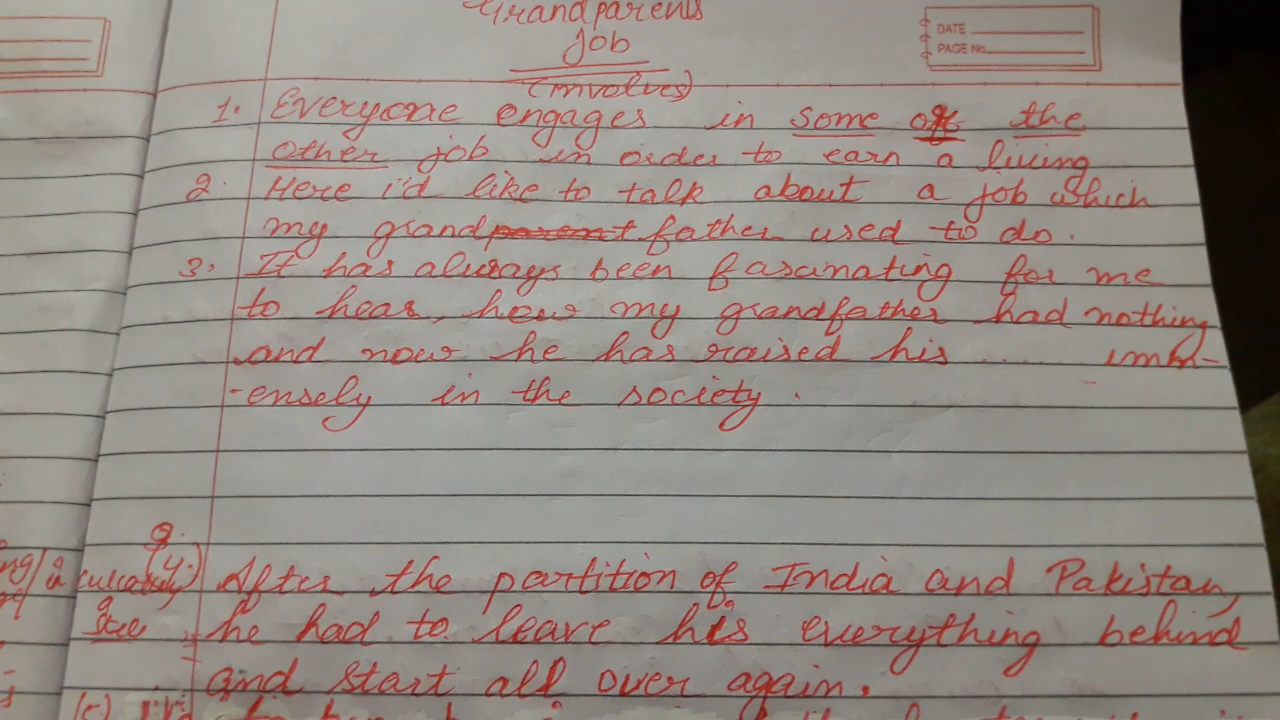 Grandparents
Job
(involves)
DATE
PAGE No.
1. Everyone engages in some or the
other job in order to earn a living
2. Here i'd like to talk about a job which
my grandparent father used to do.
3. It has always been fascinating for me
to hear, how my grandfather had nothing
and now he has raised his ..... imm-
-ensely in the society.
4.) After the partition of India and Pakistan,
he had to leave his everything behind
and start all over again.